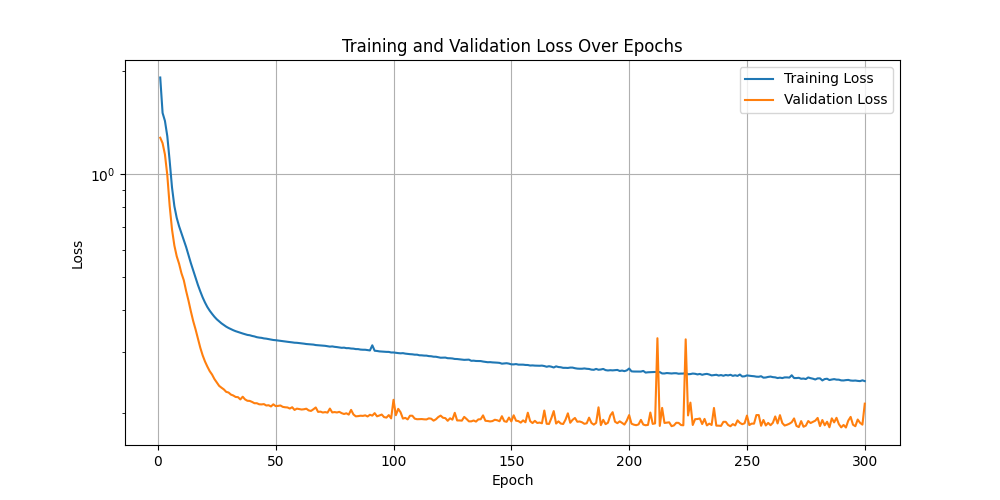 Training and Validation Loss Over Epochs
Training Loss
Validation Loss
10⁰
Loss
0 50 100 150 200 250 300
Epoch